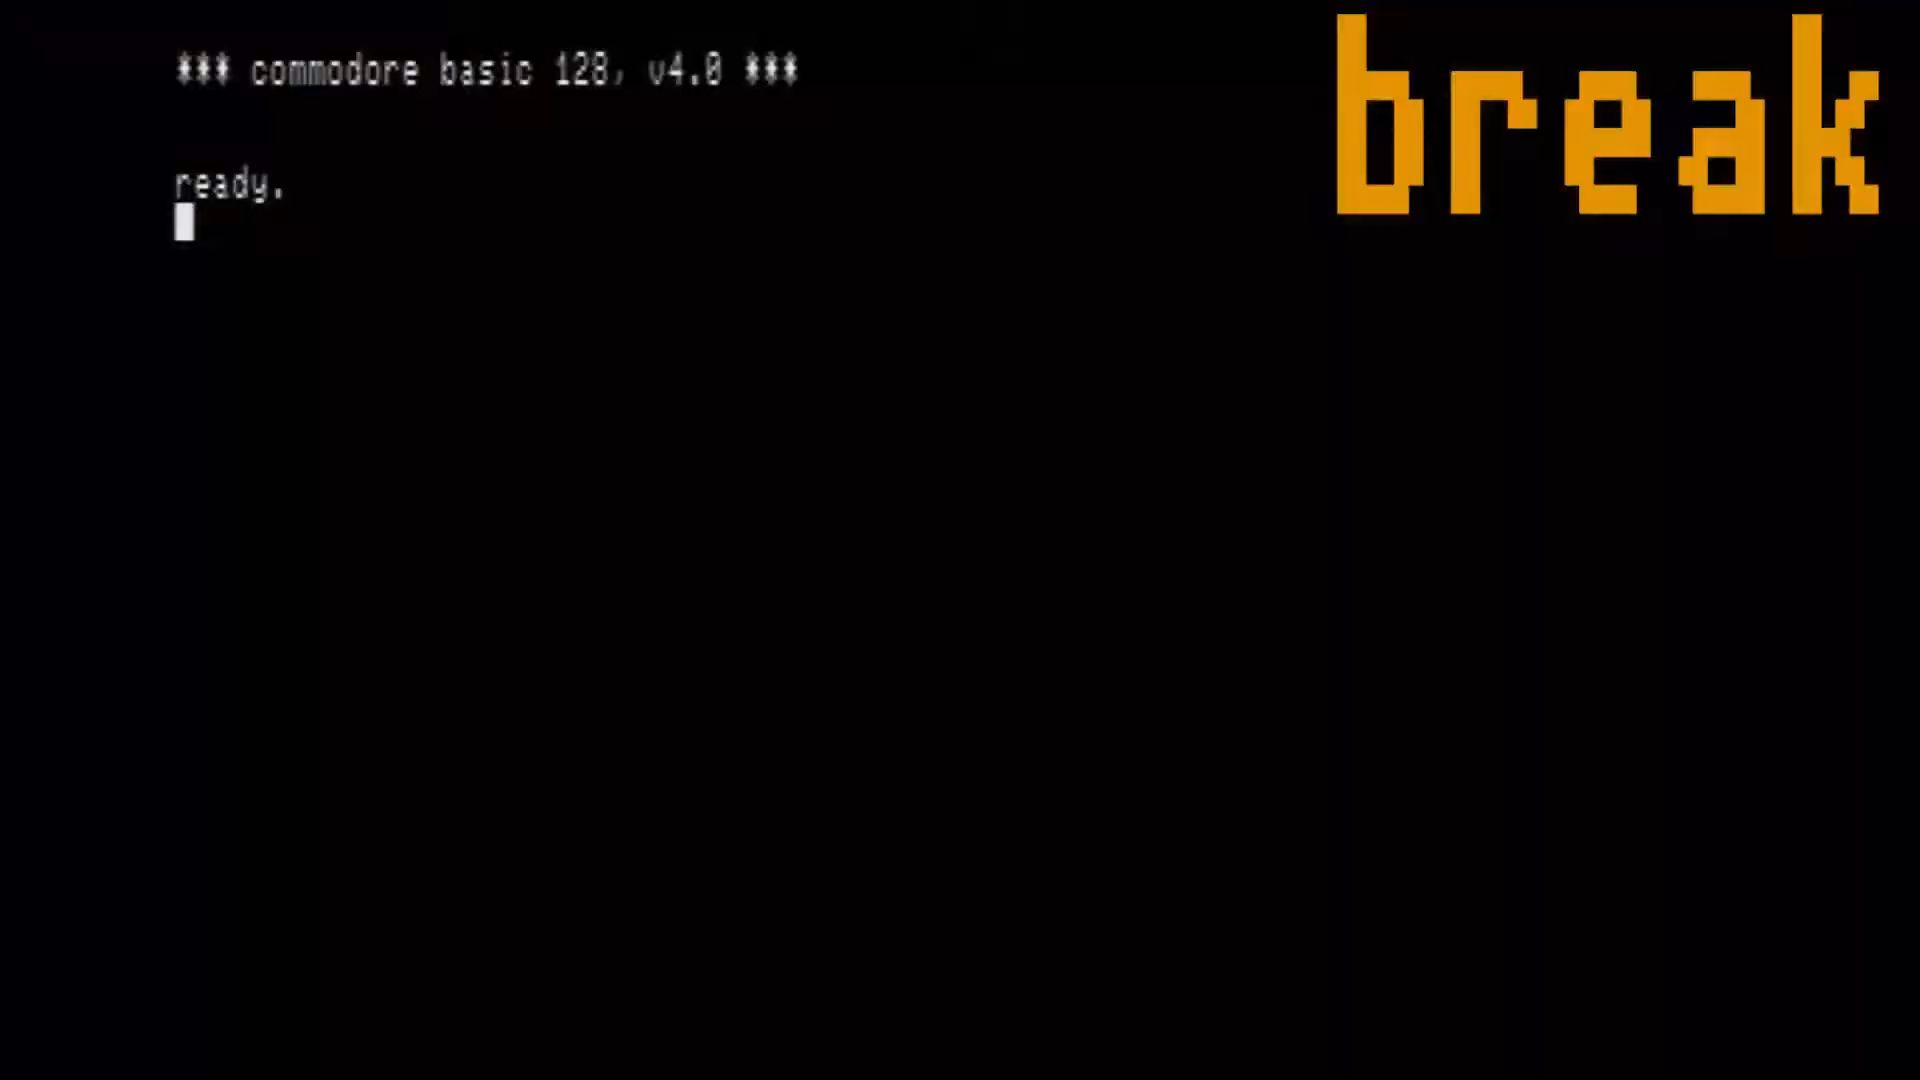 *** commodore basic 128, v4.0 ***
ready.
break